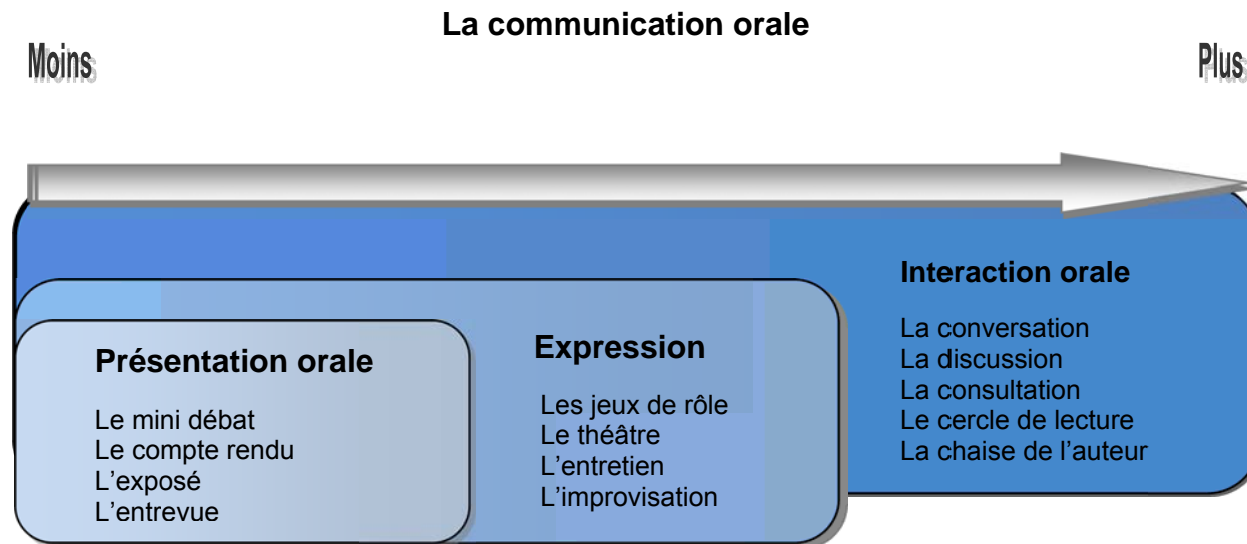 La communication orale
Moins
Plus
Présentation orale
Le mini débat
Le compte rendu
L'exposé
L'entrevue
Expression
Les jeux de rôle
Le théâtre
L'entretien
L'improvisation
Interaction orale
La conversation
La discussion
La consultation
Le cercle de lecture
La chaise de l'auteur